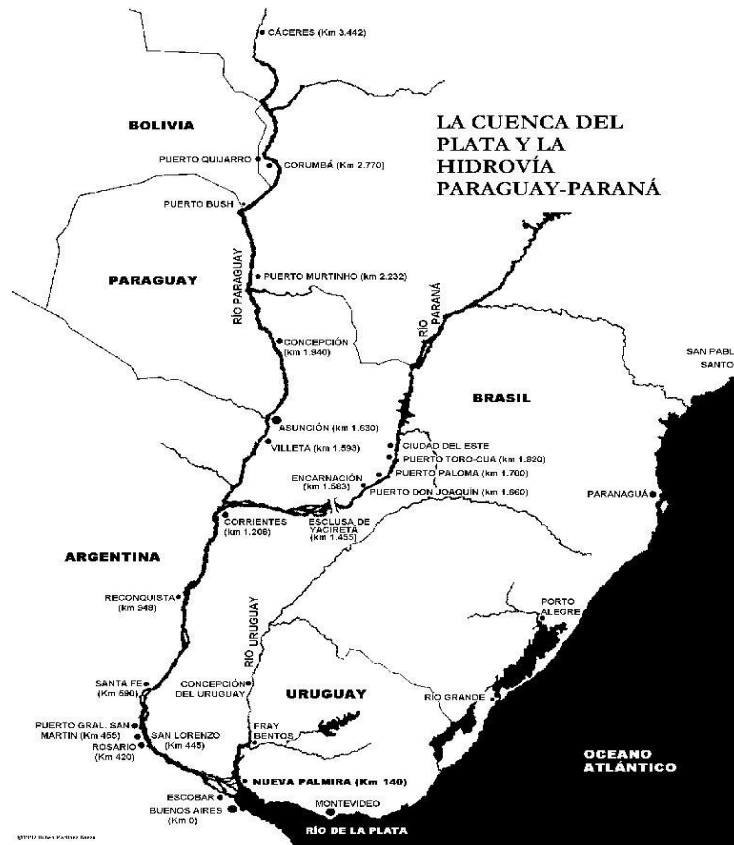 CÁCERES (Km 3.442)
BOLIVIA
LA CUENCA DEL
PLATA Y LA
HIDROVÍA
PARAGUAY-PARANÁ
PUERTO QUIJARRO
CORUMBÁ (Km 2.770)
PUERTO BUSH
PARAGUAY
RÍO PARAGUAY
PUERTO MURTINHO (km 2.232)
RÍO
PARANÁ
CONCEPCIÓN
(km 1.940)
SAN PABL
SANTO
BRASIL
ASUNCIÓN (km 1.630)
VILLETA (km 1.593)
CIUDAD DEL ESTE
PUERTO TORO-CUA (km 1.820)
PUERTO PALOMA (km 1.700)
ENCARNACIÓN
(km 1.583)
PUERTO DON JOAQUÍN (km 1.660)
PARANAGUÁ
CORRIENTES
(km 1.208)
ESCLUSA DE
YACIRETÁ
(km 1.455)
ARGENTINA
RECONQUISTA
(km 949)
RÍO URUGUAY
PORTO
ALEGRE
SANTA FE
(Km 590)
CONCEPCIÓN
DEL URUGUAY
URUGUAY
RÍO GRANDE
PUERTO GRAL. SAN
MARTIN (Km 455)
ROSARIO
(Km 420)
SAN LORENZO
(Km 445)
FRAY
BENTOS
OCEANO
ATLÁNTICO
NUEVA PALMIRA (Km 140)
ESCOBAR
BUENOS AIRES
(Km 0)
MONTEVIDEO
RÍO DE LA PLATA